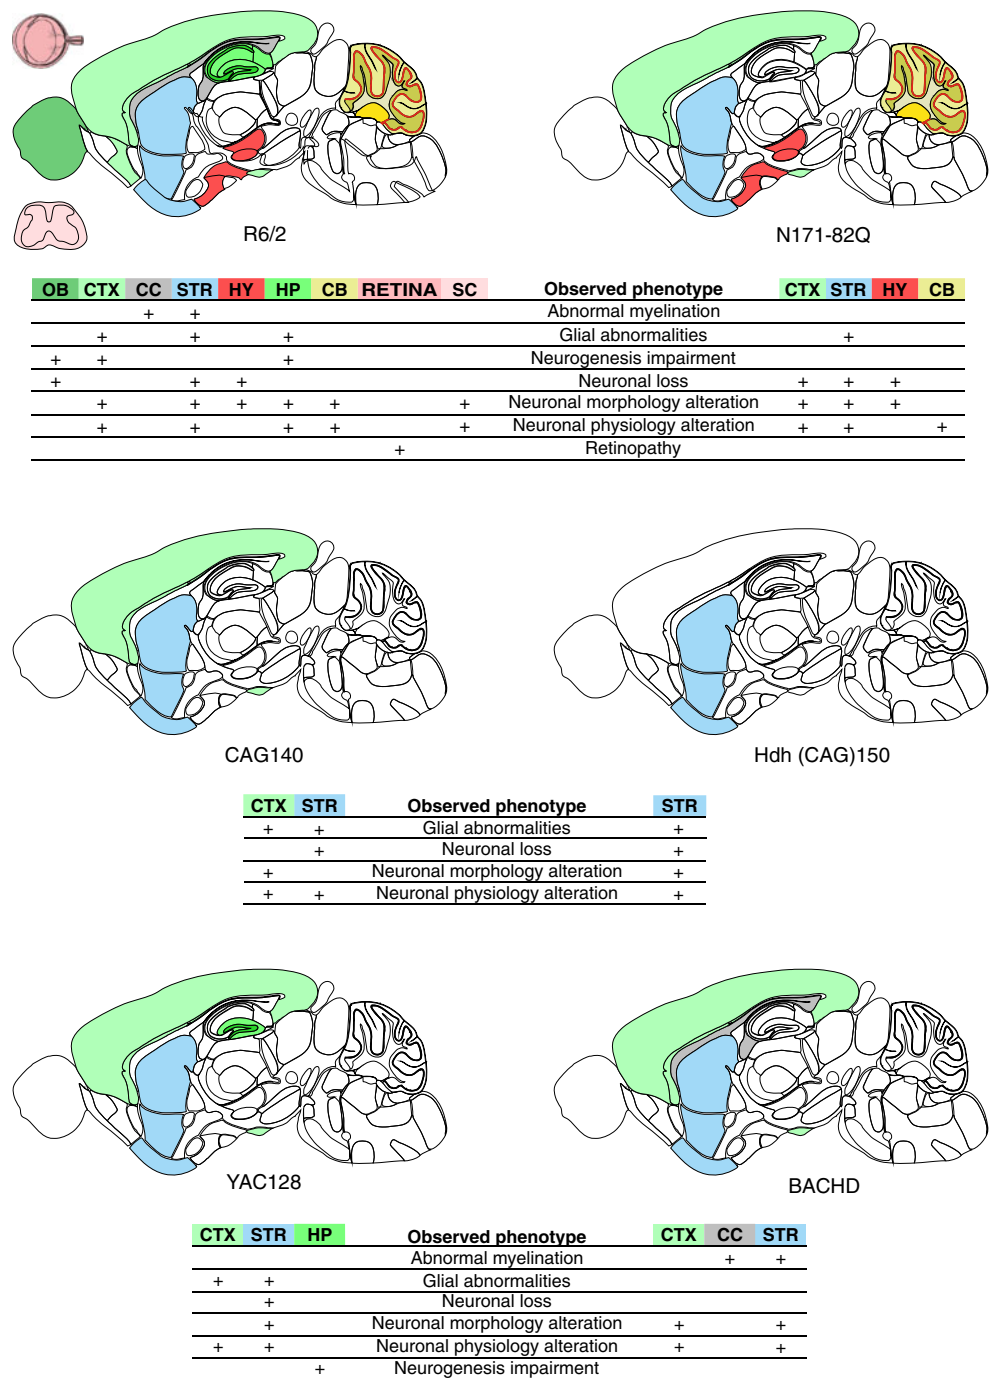 R6/2
N171-82Q
OB CTX CC STR HY HP CB RETINA SC Observed phenotype CTX STR HY CB
+ + Abnormal myelination
+ + + Glial abnormalities +
+ + + Neurogenesis impairment
+ + + Neuronal loss + + +
+ + + + + + Neuronal morphology alteration + + +
+ + + + + Neuronal physiology alteration + + +
+ Retinopathy
CAG140
Hdh (CAG)150
CTX STR Observed phenotype STR
+ + Glial abnormalities +
+ Neuronal loss +
+ Neuronal morphology alteration +
+ + Neuronal physiology alteration +
YAC128
BACHD
CTX STR HP Observed phenotype CTX CC STR
Abnormal myelination + +
+ + Glial abnormalities
+ Neuronal loss
+ Neuronal morphology alteration + +
+ + Neuronal physiology alteration + +
+ Neurogenesis impairment